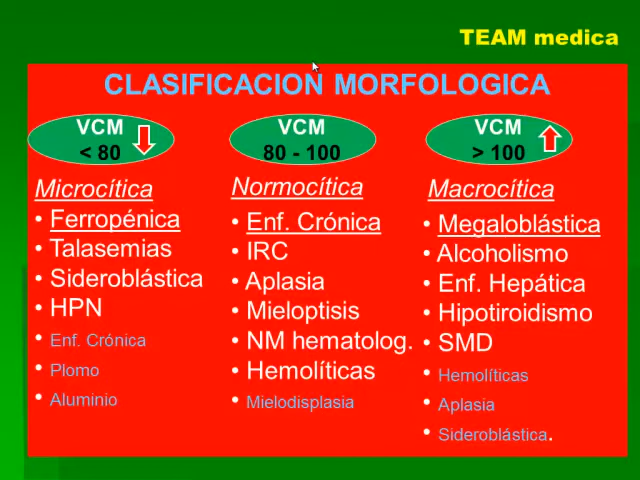 TEAM medica
CLASIFICACION MORFOLOGICA
VCM
< 80
Microcítica
• Ferropénica
• Talasemias
• Sideroblástica
• HPN
• Enf. Crónica
• Plomo
• Aluminio
VCM
80 - 100
Normocítica
• Enf. Crónica
• IRC
• Aplasia
• Mieloptisis
• NM hematolog.
• Hemolíticas
• Mielodisplasia
VCM
> 100
Macrocítica
• Megaloblástica
• Alcoholismo
• Enf. Hepática
• Hipotiroidismo
• SMD
• Hemolíticas
• Aplasia
• Sideroblástica.